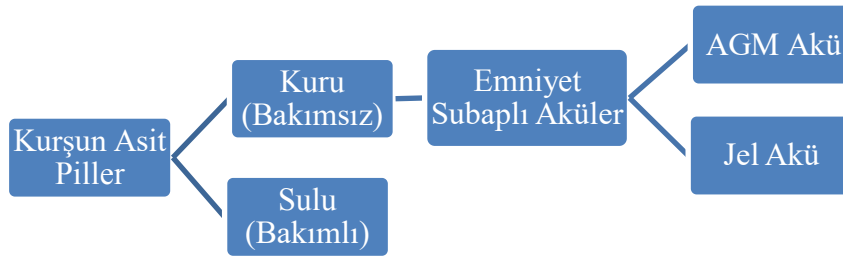 Kurşun Asit
Piller
Kuru
(Bakımsız)
Sulu
(Bakımlı)
Emniyet
Subaplı Aküler
AGM Akü
Jel Akü